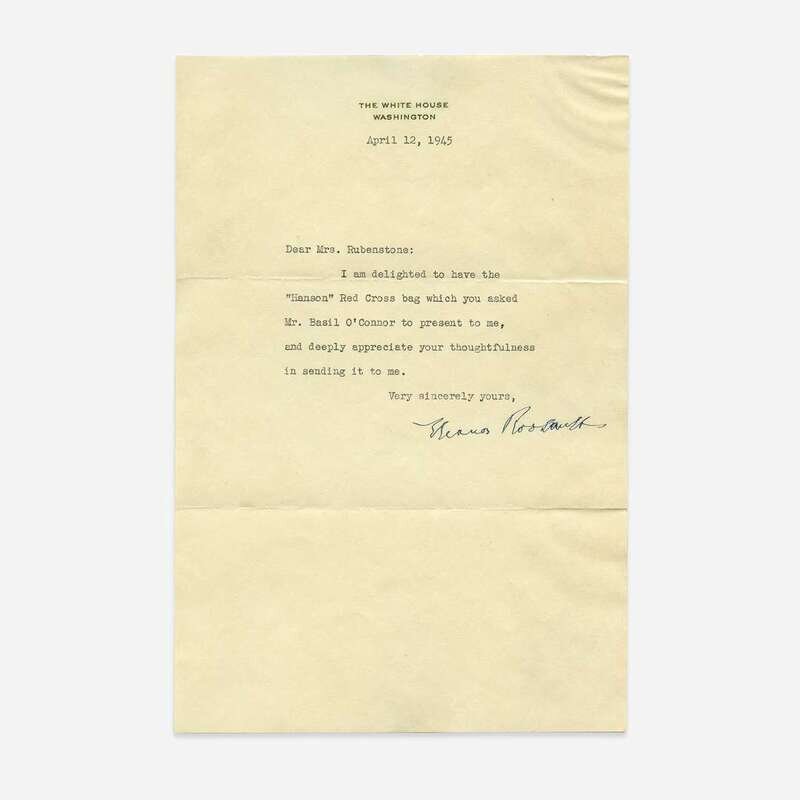 THE WHITE HOUSE
WASHINGTON
April 12, 1945
Dear Mrs. Rubenstone:
I am delighted to have the
"Hanson" Red Cross bag which you asked
Mr. Basil O'Connor to present to me,
and deeply appreciate your thoughtfulness
in sending it to me.
Very sincerely yours,
Eleanor Roosevelt